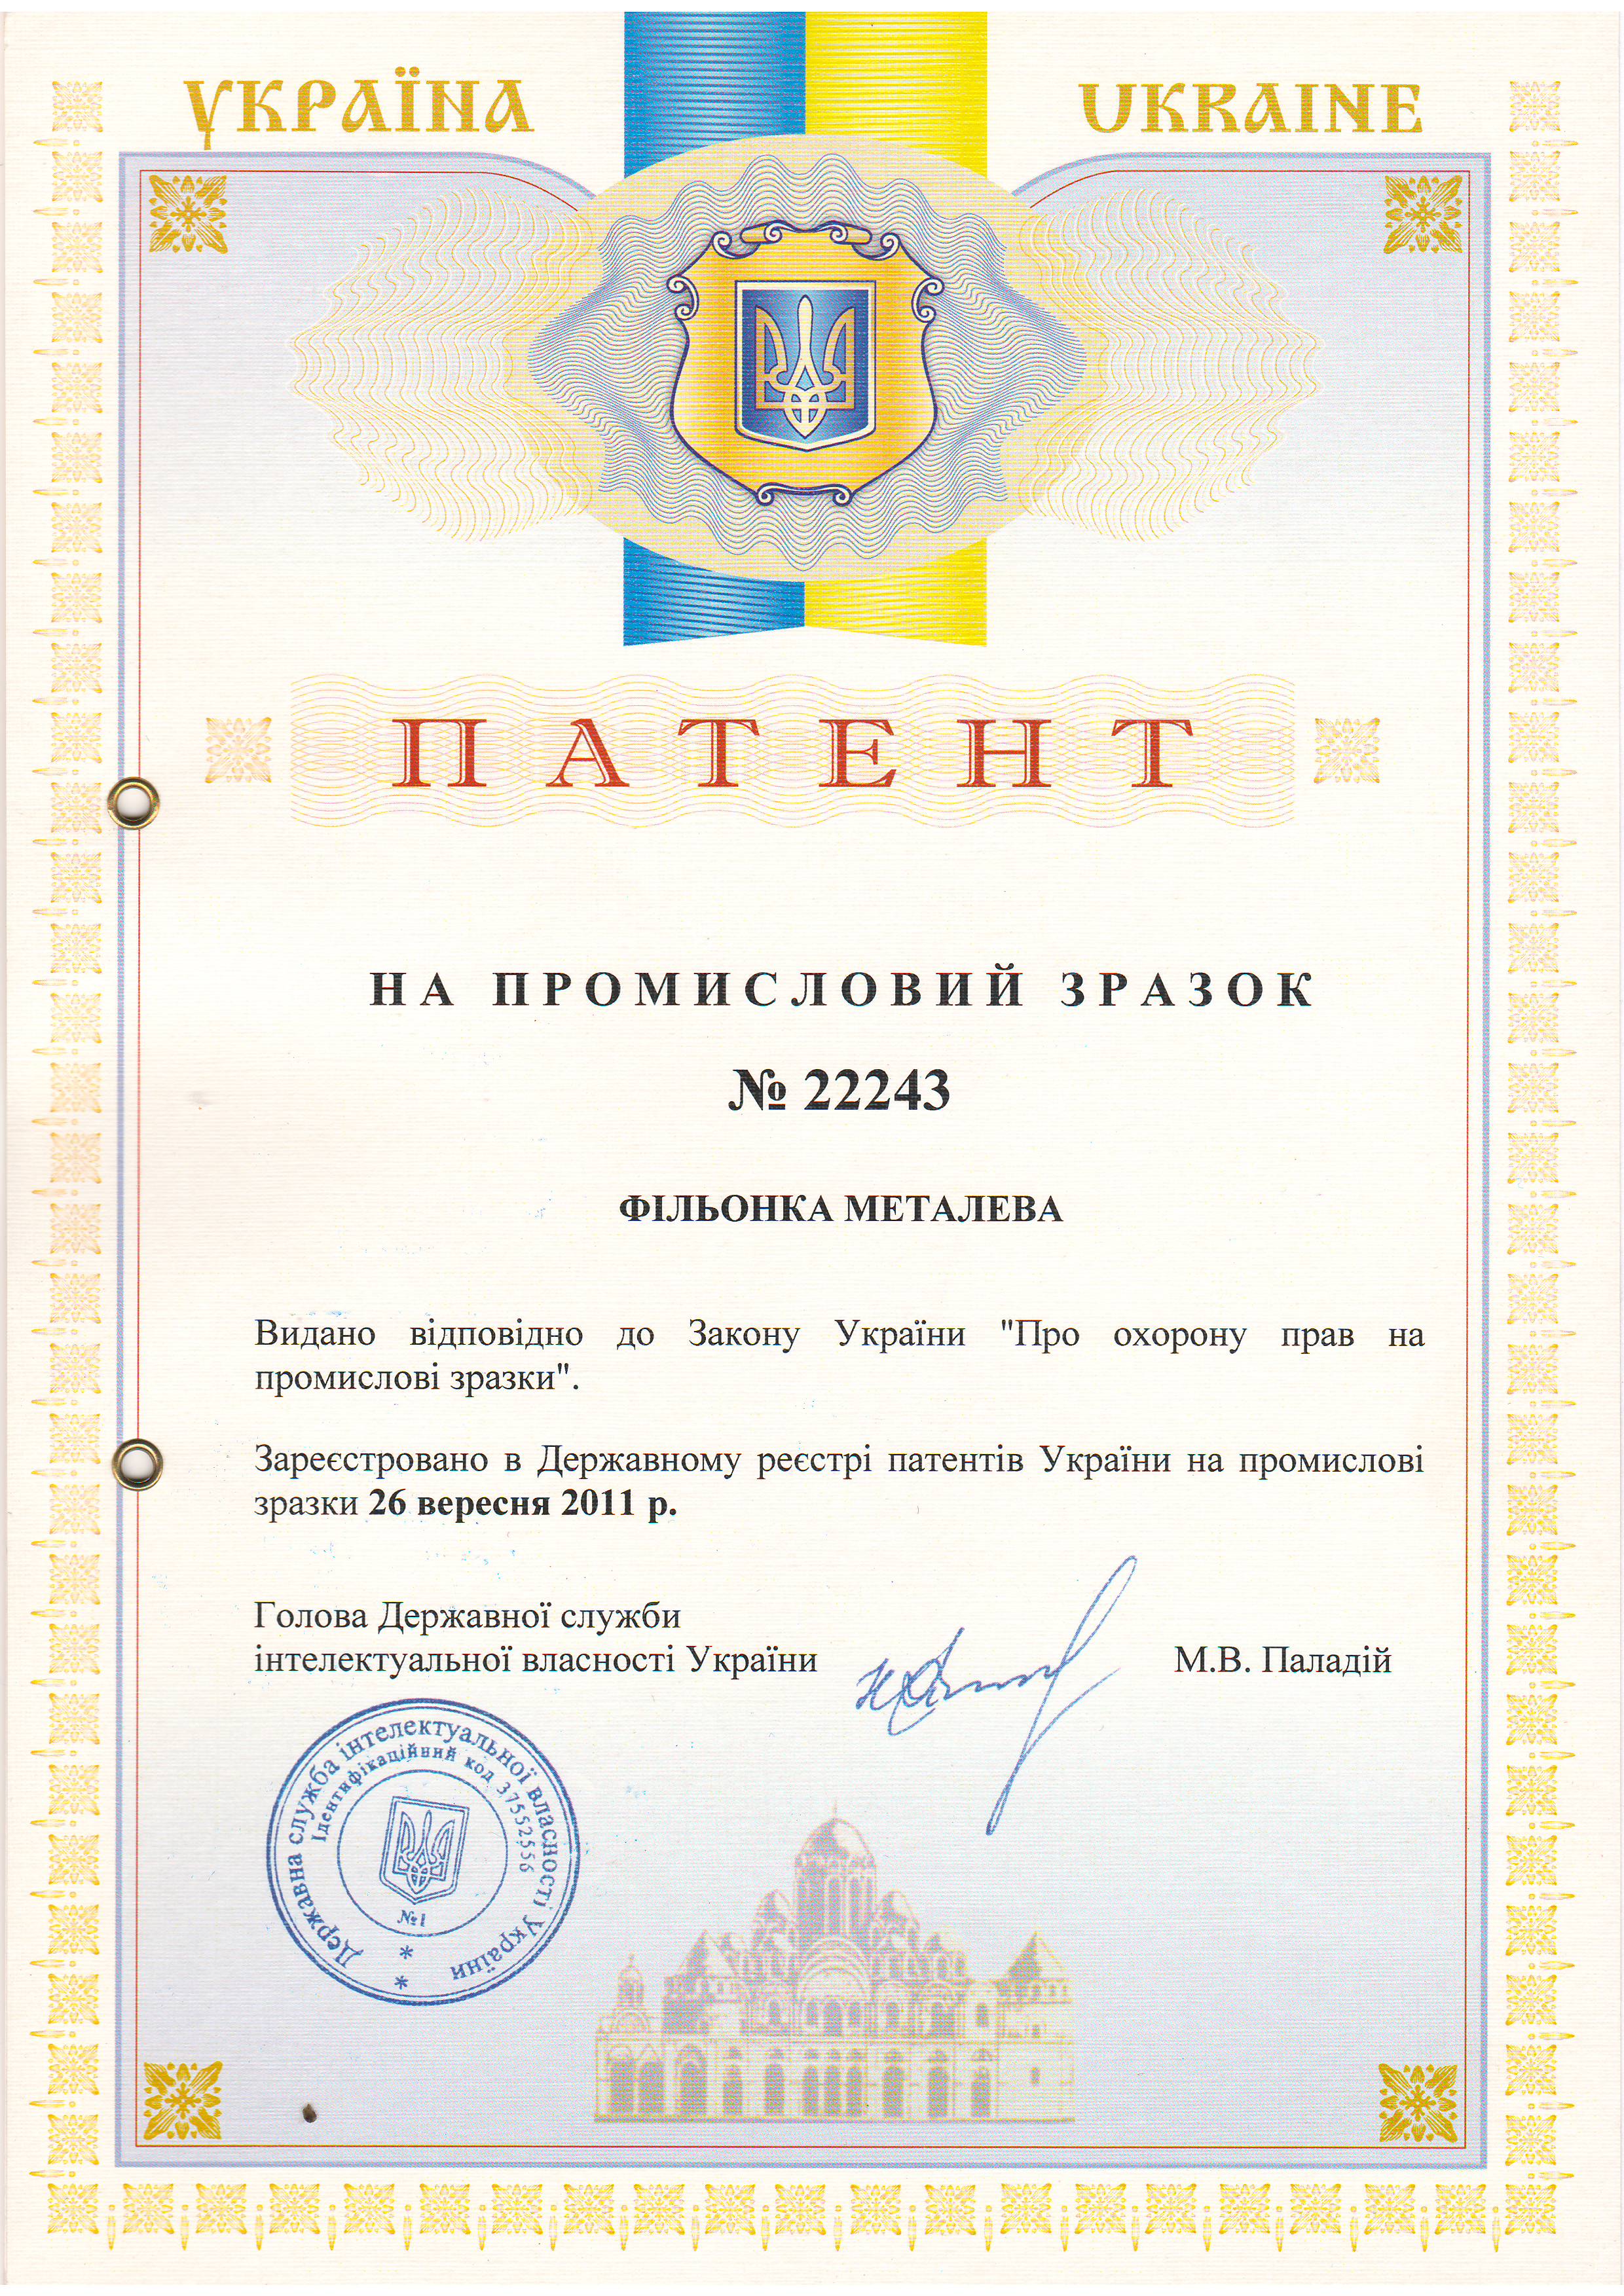 УКРАЇНА
UKRAINE
ПАТЕНТ
НА ПРОМИСЛОВИЙ ЗРАЗОК
№ 22243
ФІЛЬОНКА МЕТАЛЕВА
Видано відповідно до Закону України "Про охорону прав на
промислові зразки".
Зареєстровано в Державному реєстрі патентів України на промислові
зразки 26 вересня 2011 р.
Голова Державної служби
інтелектуальної власності України
М.В. Паладій
Державна служба інтелектуальної власності України
Ідентифікаційний код 37552556
№1
* *